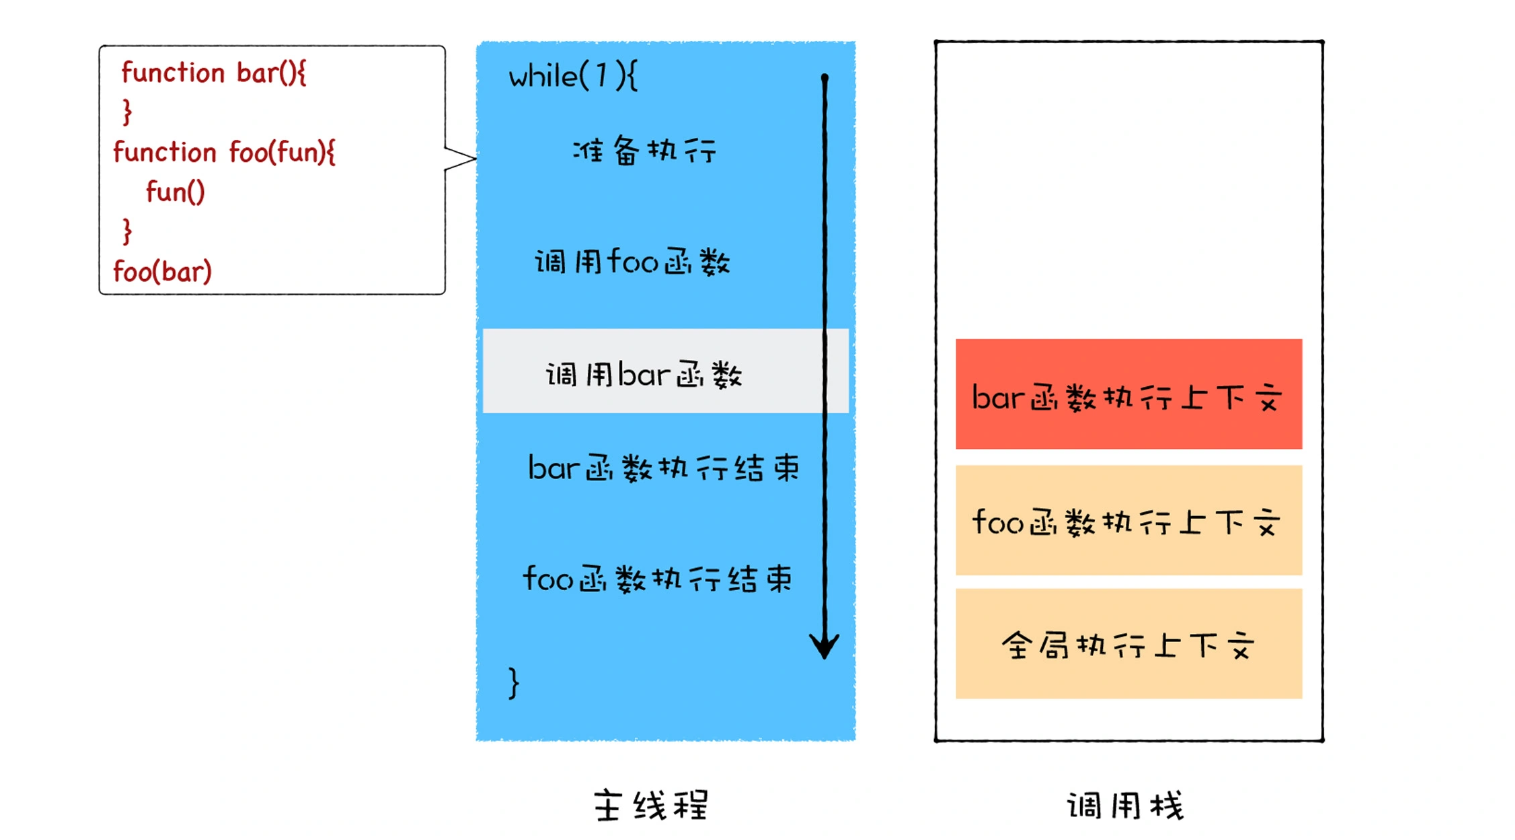 function bar(){
}
function foo(fun){
fun()
}
foo(bar)
while(1){
准备执行
调用foo函数
调用bar函数
bar函数执行结束
foo函数执行结束
}
主线程
bar函数执行上下文
foo函数执行上下文
全局执行上下文
调用栈